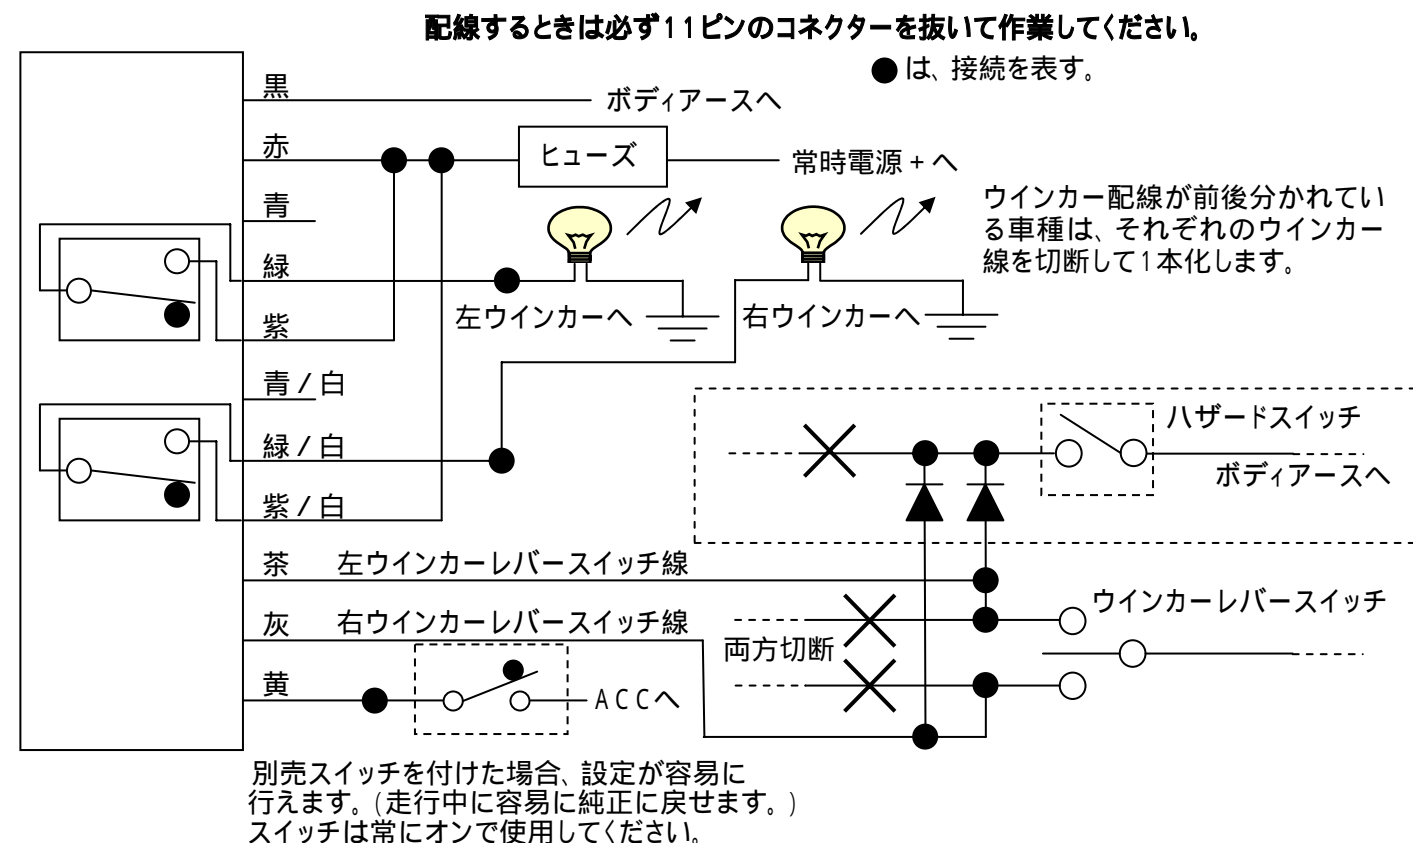 配線するときは必ず11ピンのコネクターを抜いて作業してください。
●は、接続を表す。
黒
ボディアースへ
赤
ヒューズ
常時電源+へ
青
ウインカー配線が前後分かれてい
る車種は、それぞれのウインカー
線を切断して1本化します。
緑
左ウインカーへ
右ウインカーへ
紫
青/白
ハザードスイッチ
緑/白
ボディアースへ
紫/白
茶
左ウインカーレバースイッチ線
ウインカーレバースイッチ
灰
右ウインカーレバースイッチ線
両方切断
黄
ACCへ
別売スイッチを付けた場合、設定が容易に
行えます。(走行中に容易に純正に戻せます。)
スイッチは常にオンで使用してください。